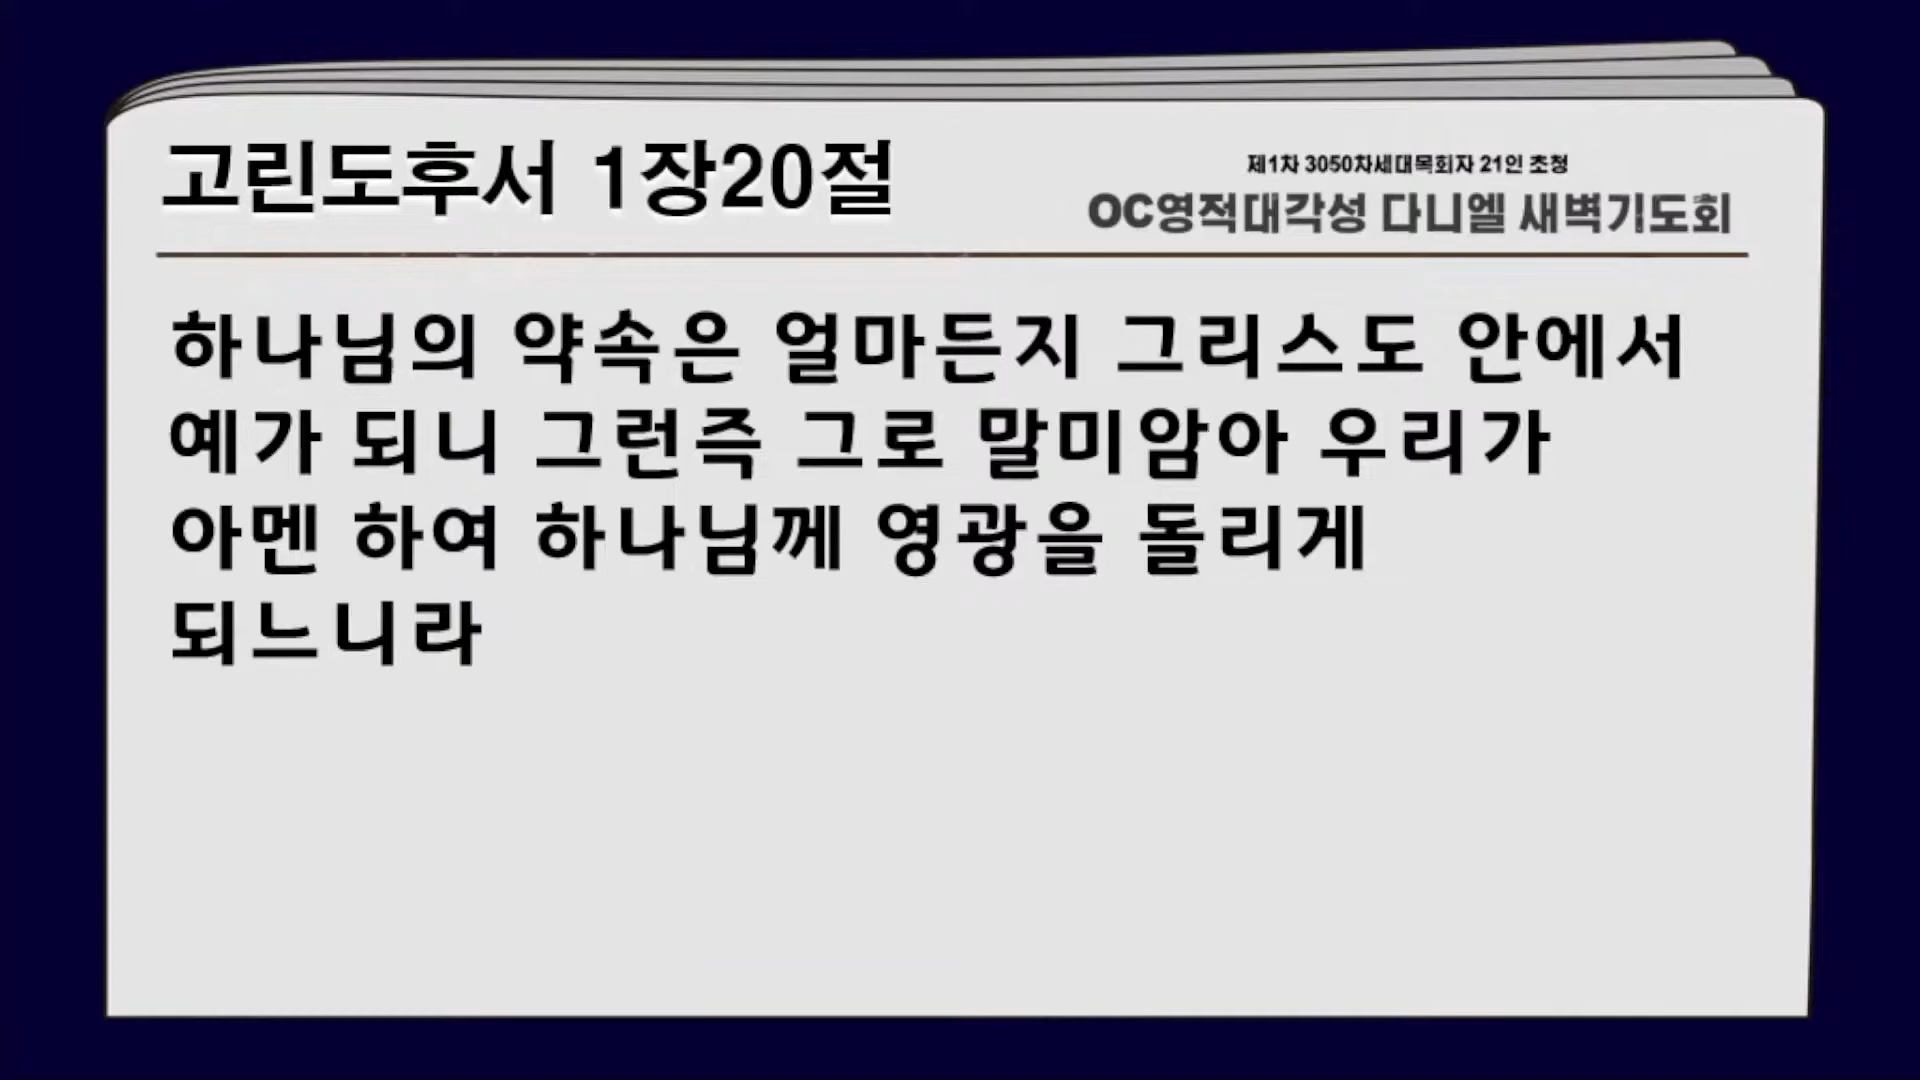 고린도후서 1장20절
제1차 3050차세대목회자 21인 초청
OC영적대각성 다니엘 새벽기도회
하나님의 약속은 얼마든지 그리스도 안에서
예가 되니 그런즉 그로 말미암아 우리가
아멘 하여 하나님께 영광을 돌리게
되느니라